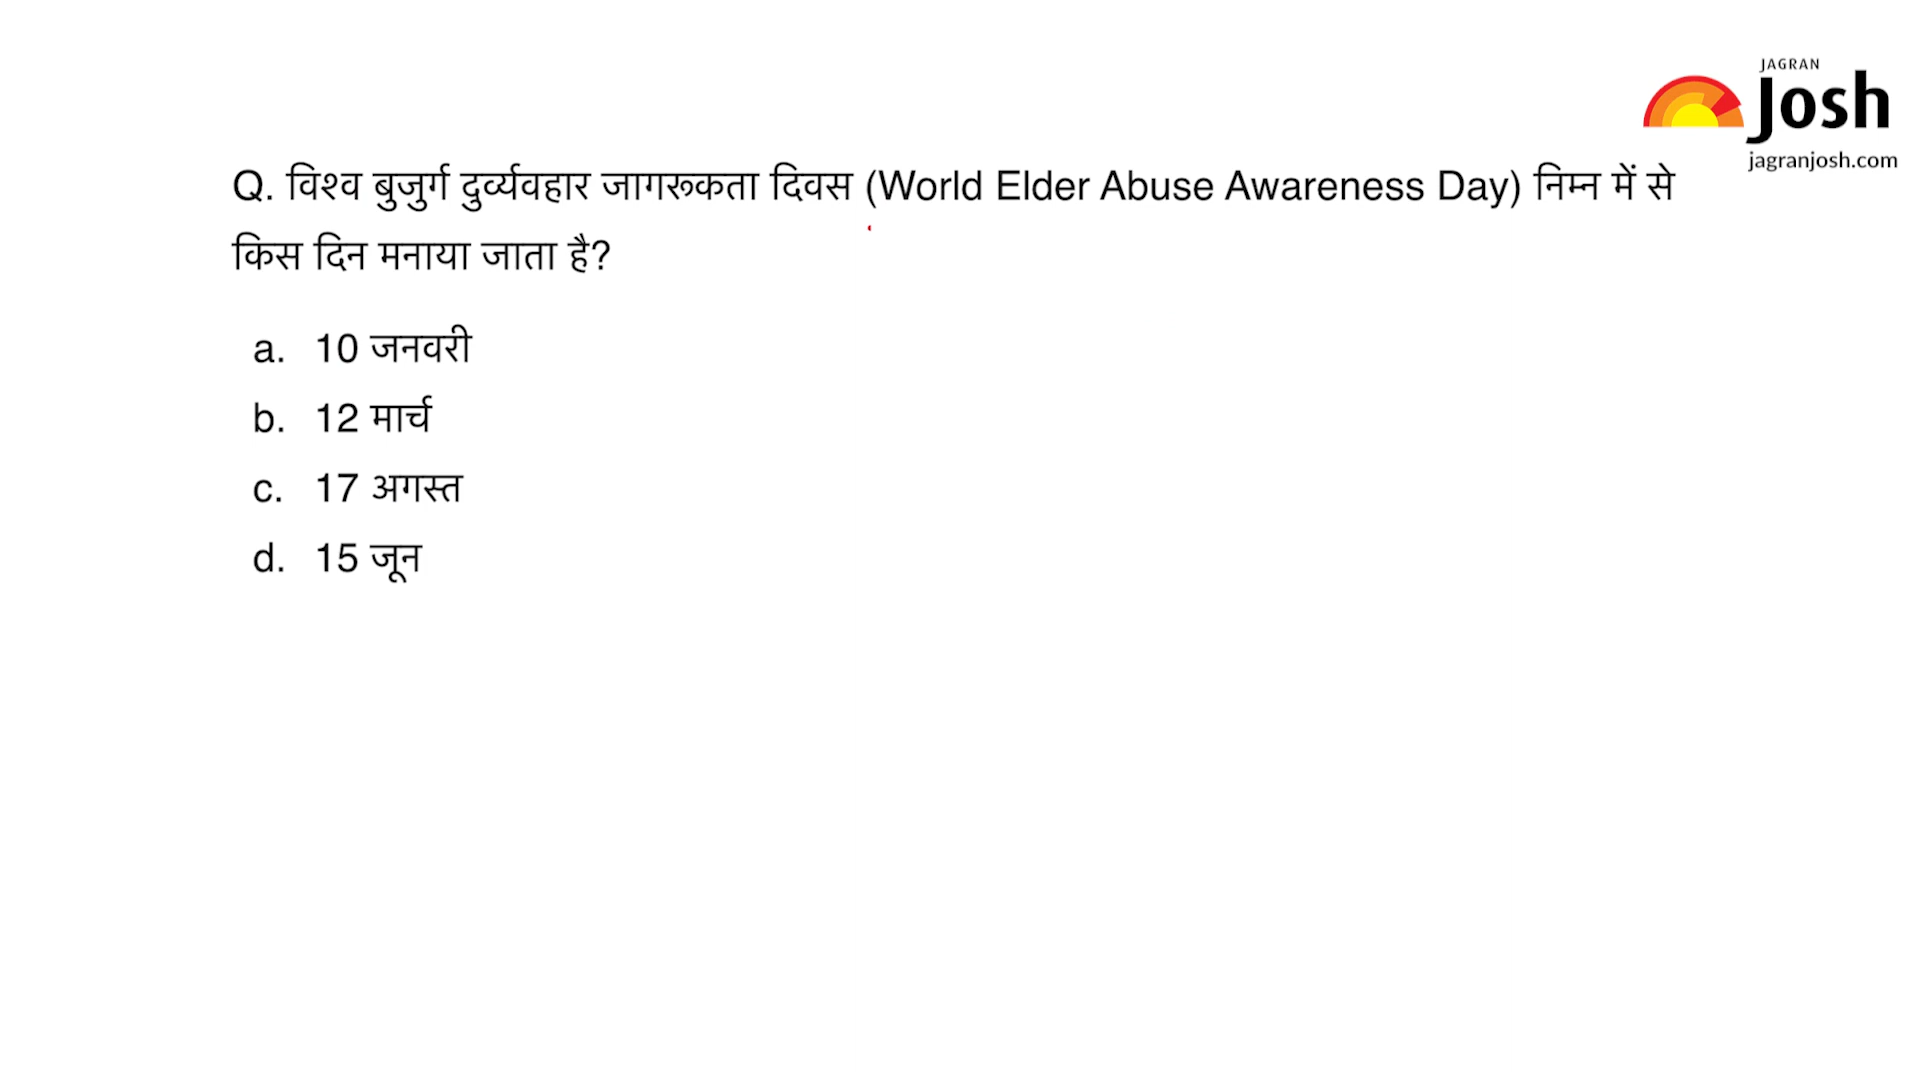 JAGRAN
Josh
jagranjosh.com
Q. विश्व बुजुर्ग दुर्व्यवहार जागरूकता दिवस (World Elder Abuse Awareness Day) निम्न में से
किस दिन मनाया जाता है?
a. 10 जनवरी
b. 12 मार्च
c. 17 अगस्त
d. 15 जून